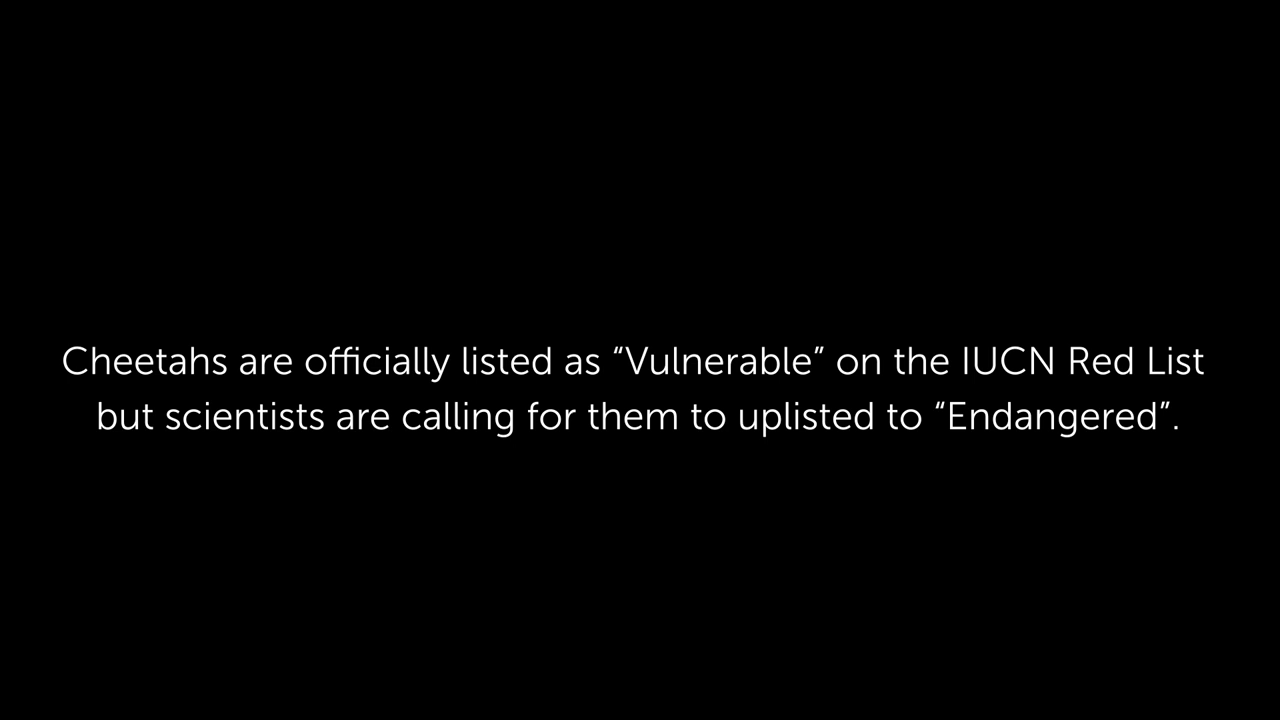 Cheetahs are officially listed as “Vulnerable” on the IUCN Red List
but scientists are calling for them to uplisted to “Endangered”.